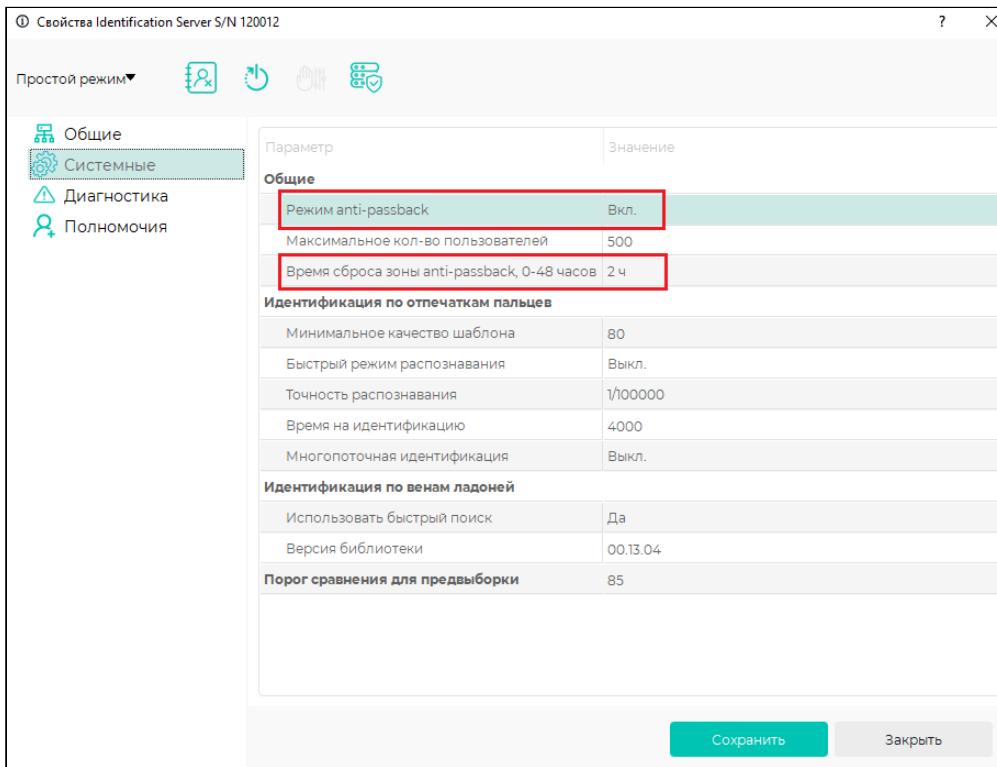 Свойства Identification Server S/N 120012 ?
Простой режим
Общие
Системные
Диагностика
Полномочия
Параметр Значение
Общие
Режим anti-passback Вкл.
Максимальное кол-во пользователей 500
Время сброса зоны anti-passback, 0-48 часов 2 ч
Идентификация по отпечаткам пальцев
Минимальное качество шаблона 80
Быстрый режим распознавания Выкл.
Точность распознавания 1/100000
Время на идентификацию 4000
Многопоточная идентификация Выкл.
Идентификация по венам ладоней
Использовать быстрый поиск Да
Версия библиотеки 00.13.04
Порог сравнения для предвыборки 85
Сохранить Закрыть